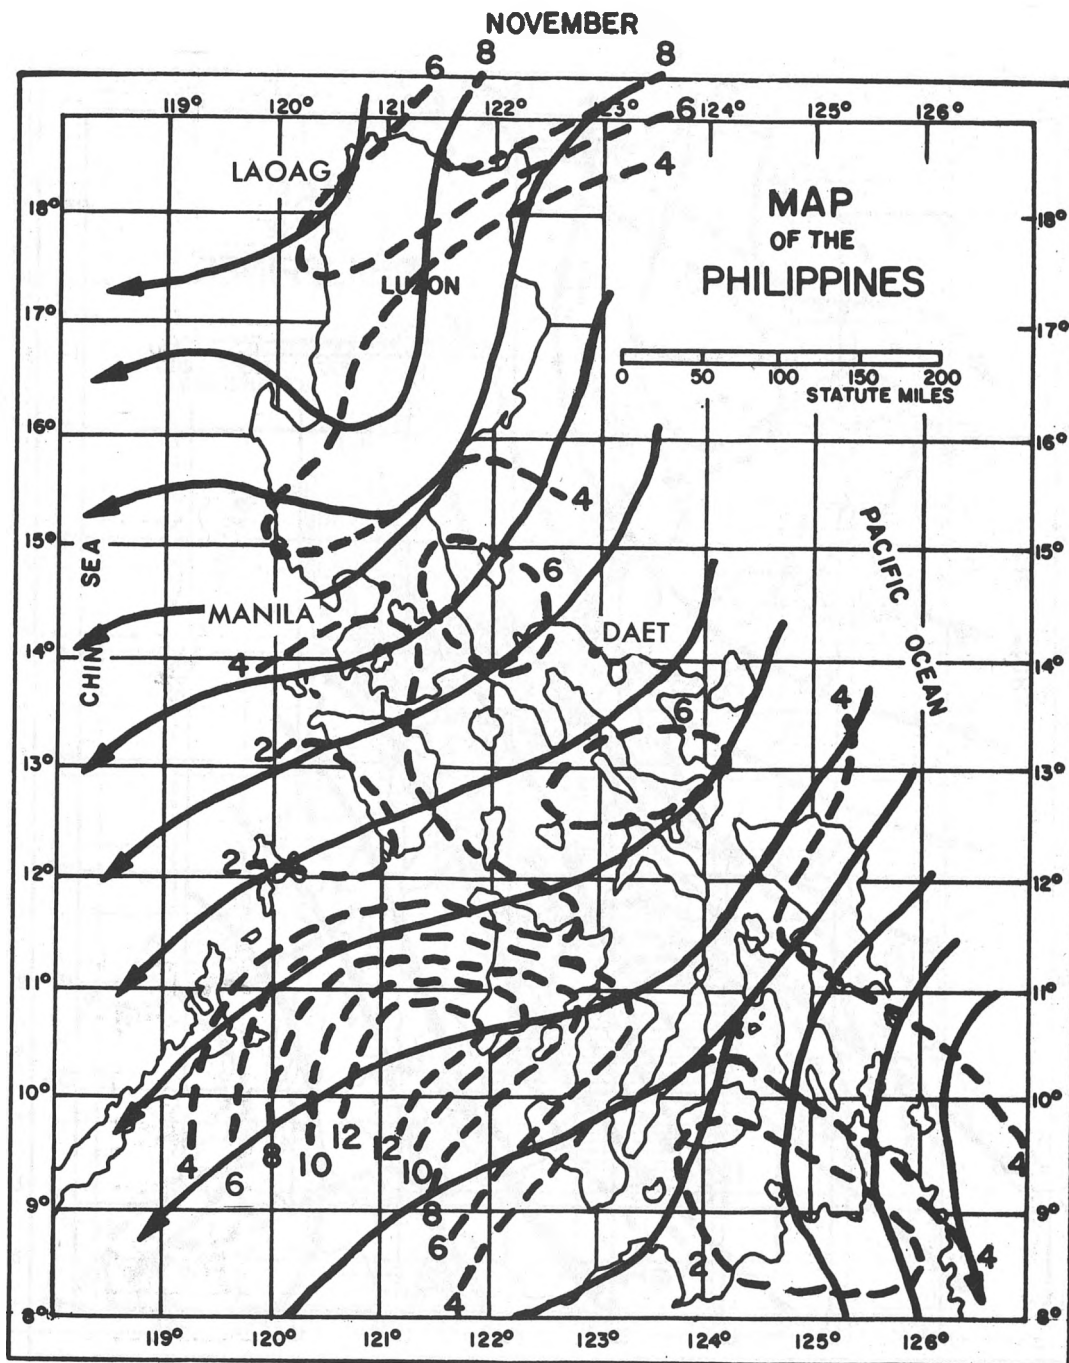 NOVEMBER
6 8 8
119° 120° 121° 122° 123° 6 124° 125° 126°
LAOAG
4
MAP
OF THE
PHILIPPINES
18° 18°
LUZON
17° 17°
0 50 100 150 200
STATUTE MILES
16° 16°
4
PACIFIC OCEAN
15° 15°
CHINA SEA
6
MANILA
DAET
14° 14°
4
6
4
2
13° 13°
2
12° 12°
11° 11°
6
10° 10°
12 12
4 6 8 10 10
4
9° 9°
8
6
2
4
4
8° 8°
119° 120° 121° 122° 123° 124° 125° 126°